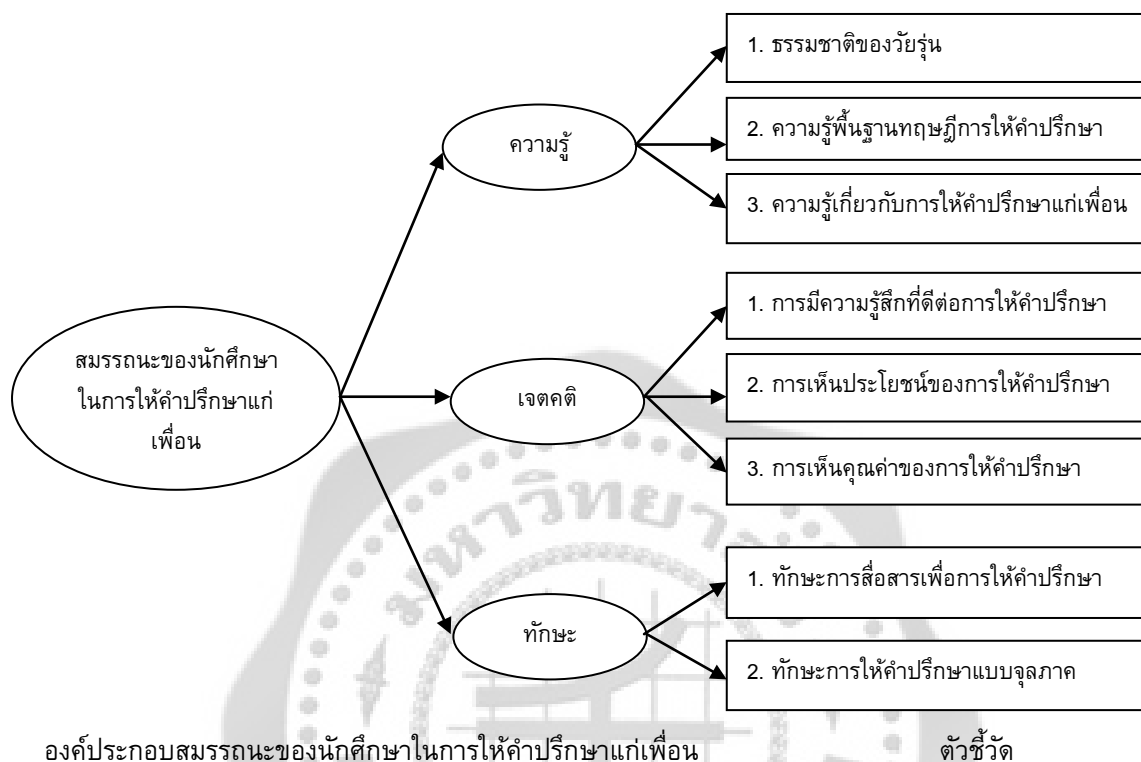 1. ธรรมชาติของวัยรุ่น
ความรู้
2. ความรู้พื้นฐานทฤษฎีการให้คำปรึกษา
3. ความรู้เกี่ยวกับการให้คำปรึกษาแก่เพื่อน
สมรรถนะของนักศึกษา
ในการให้คำปรึกษาแก่
เพื่อน
1. การมีความรู้สึกที่ดีต่อการให้คำปรึกษา
เจตคติ
2. การเห็นประโยชน์ของการให้คำปรึกษา
3. การเห็นคุณค่าของการให้คำปรึกษา
มหาวิทยา
1. ทักษะการสื่อสารเพื่อการให้คำปรึกษา
ทักษะ
2. ทักษะการให้คำปรึกษาแบบจุลภาค
องค์ประกอบสมรรถนะของนักศึกษาในการให้คำปรึกษาแก่เพื่อน
ตัวชี้วัด